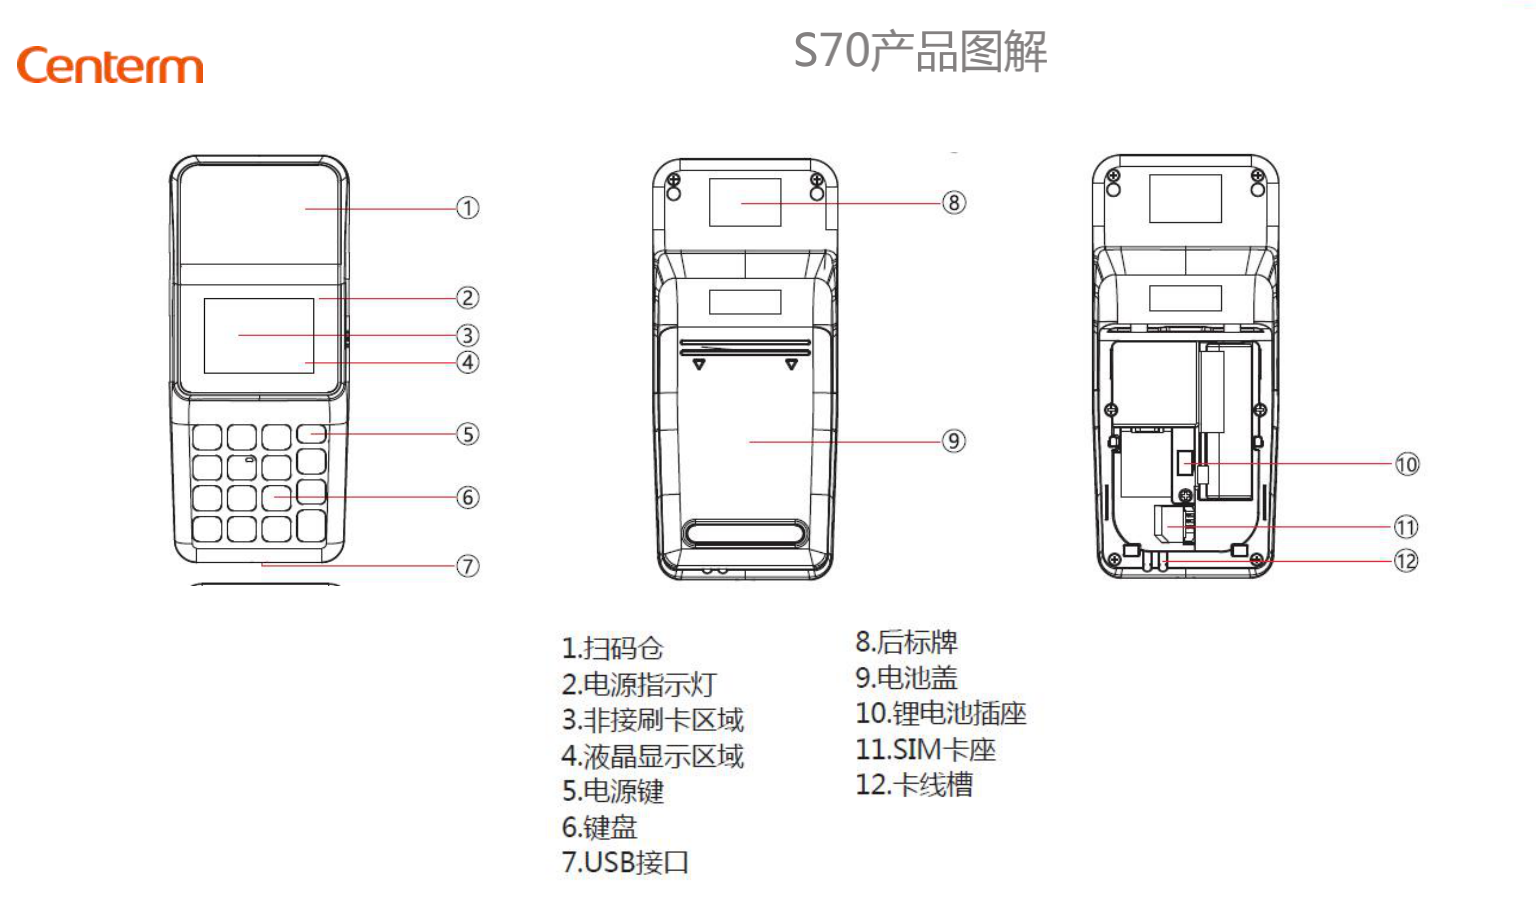 Centerm
S70产品图解
①
②
③
④
⑤
⑥
⑦
⑧
⑨
⑩
⑪
⑫
1.扫码仓
2.电源指示灯
3.非接刷卡区域
4.液晶显示区域
5.电源键
6.键盘
7.USB接口
8.后标牌
9.电池盖
10.锂电池插座
11.SIM卡座
12.卡线槽